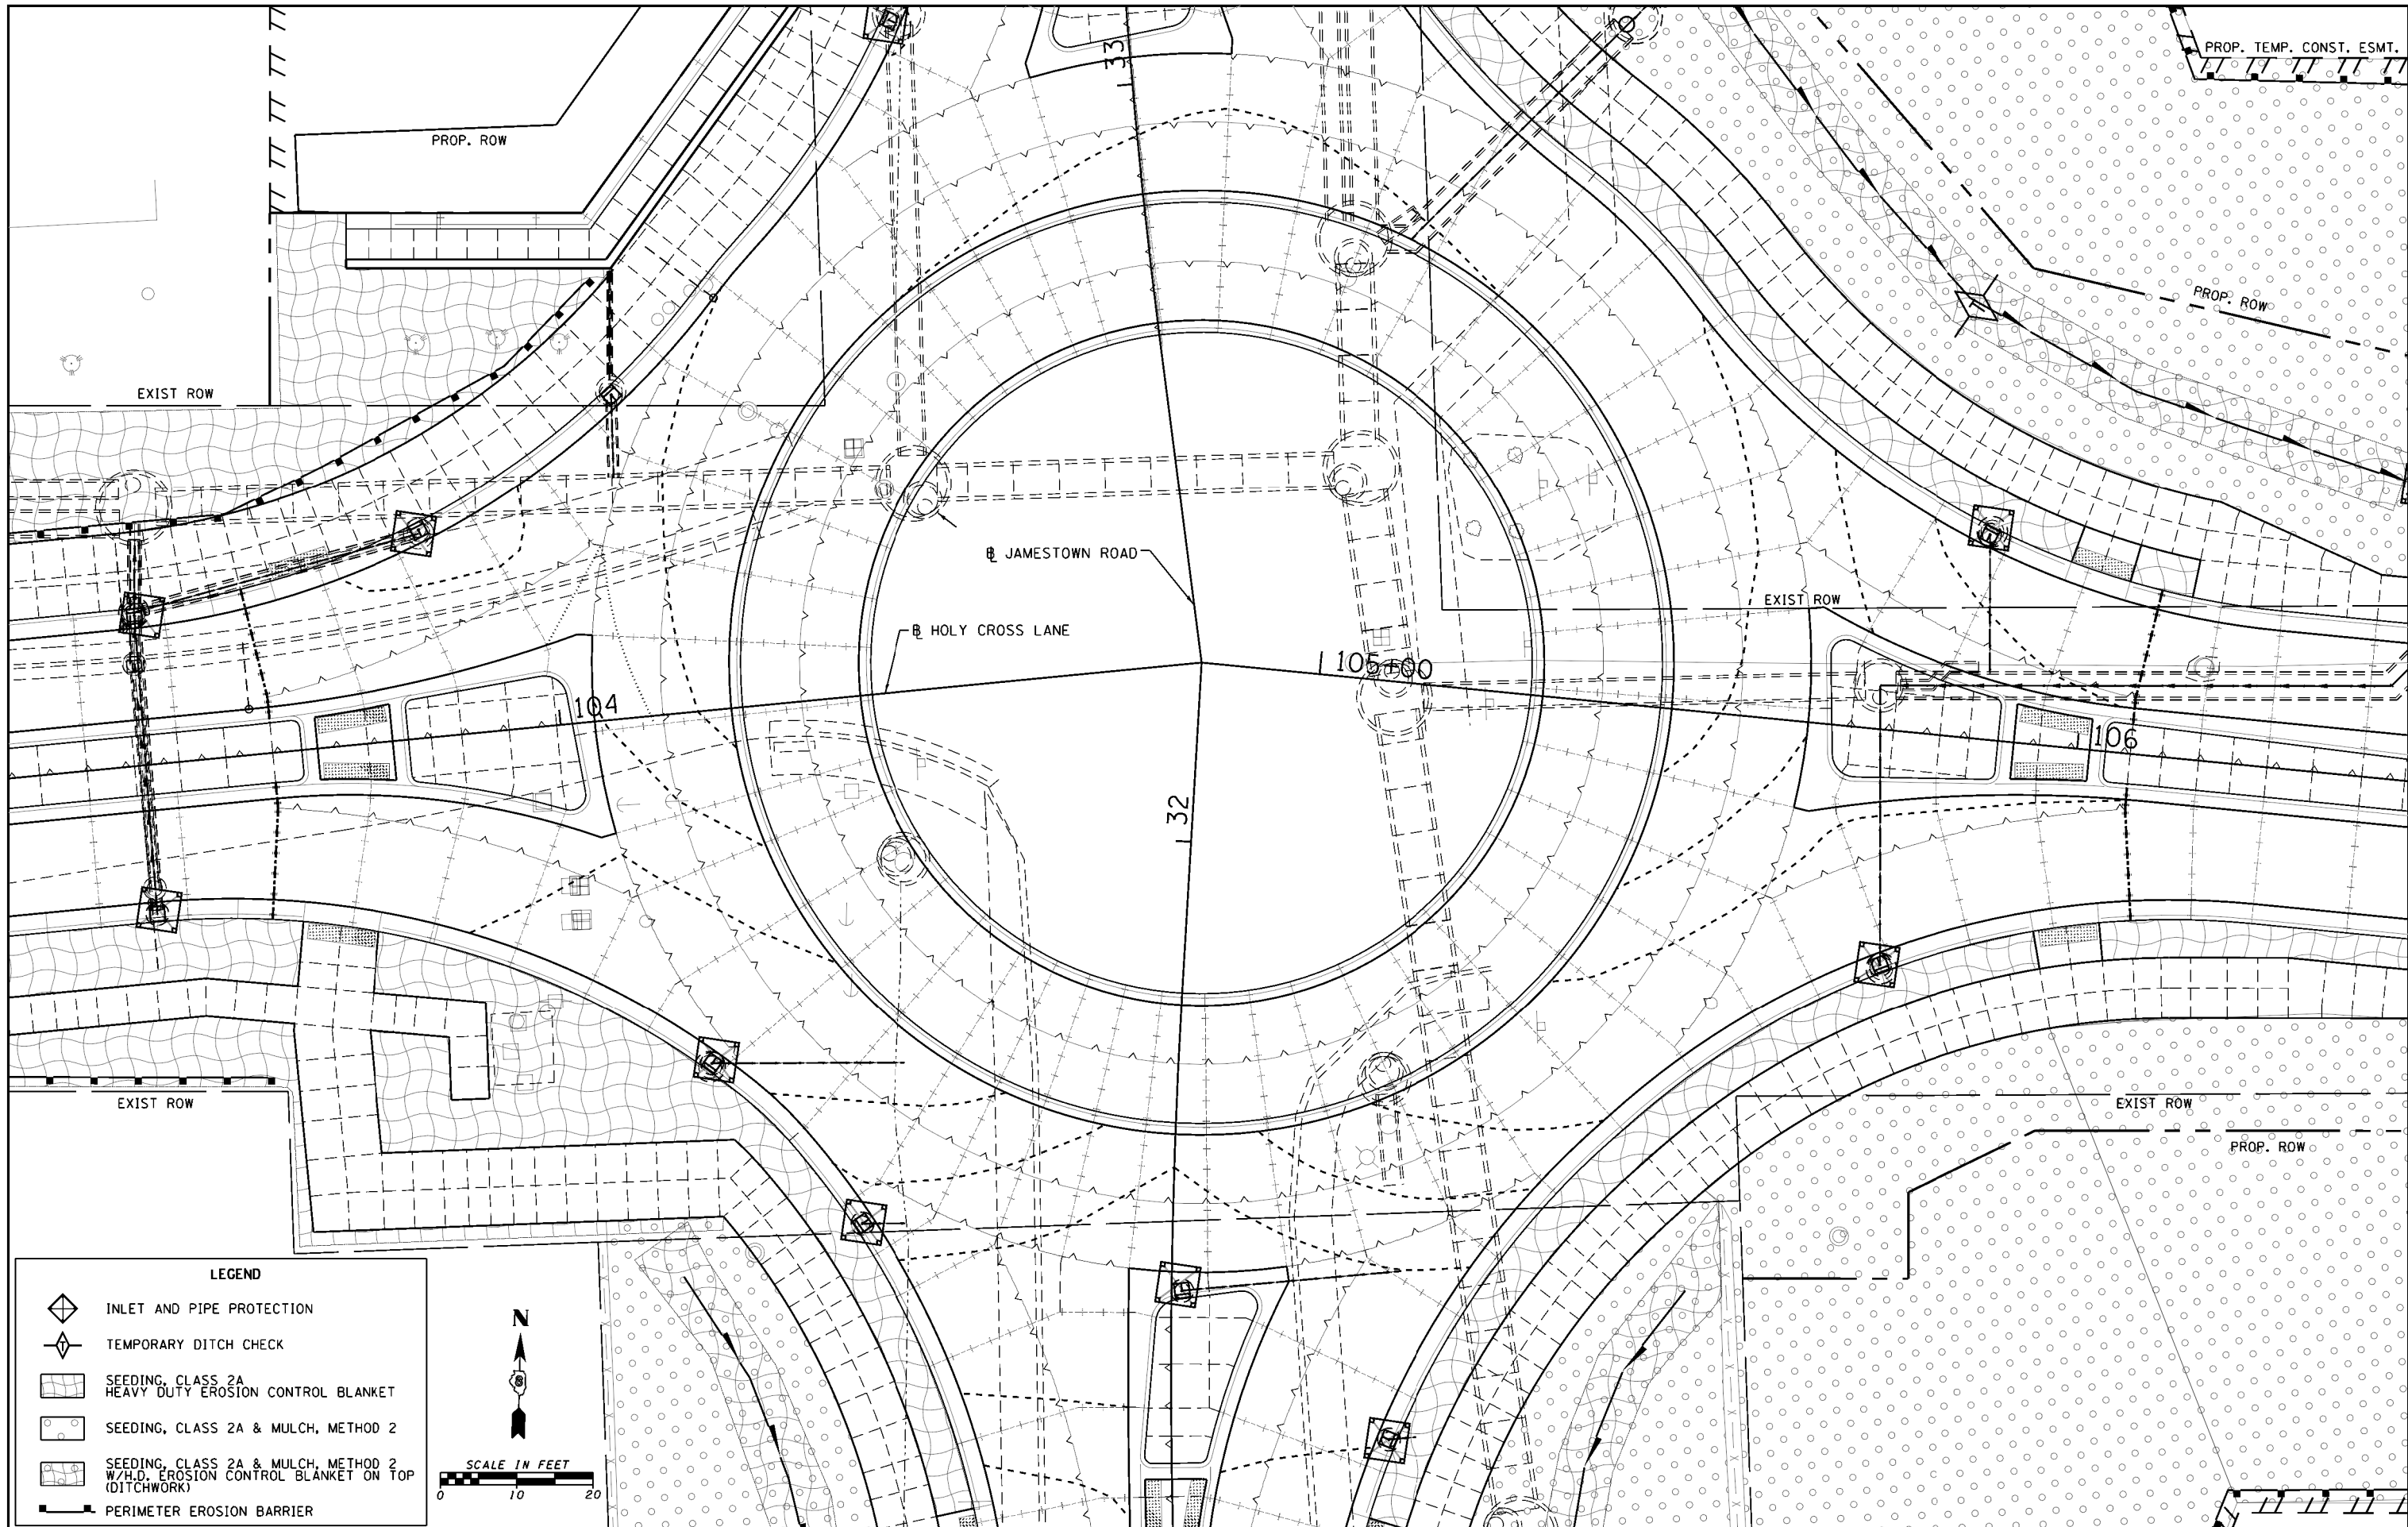 PROP. TEMP. CONST. ESMT.
33
PROP. ROW
PROP. ROW
EXIST ROW
℄ JAMESTOWN ROAD
EXIST ROW
℄ HOLY CROSS LANE
105+00
104
106
32
EXIST ROW
EXIST ROW
PROP. ROW
LEGEND
INLET AND PIPE PROTECTION
TEMPORARY DITCH CHECK
SEEDING, CLASS 2A
HEAVY DUTY EROSION CONTROL BLANKET
SEEDING, CLASS 2A & MULCH, METHOD 2
SEEDING, CLASS 2A & MULCH, METHOD 2
W/H.D. EROSION CONTROL BLANKET ON TOP
(DITCHWORK)
PERIMETER EROSION BARRIER
N
SCALE IN FEET
0 10 20